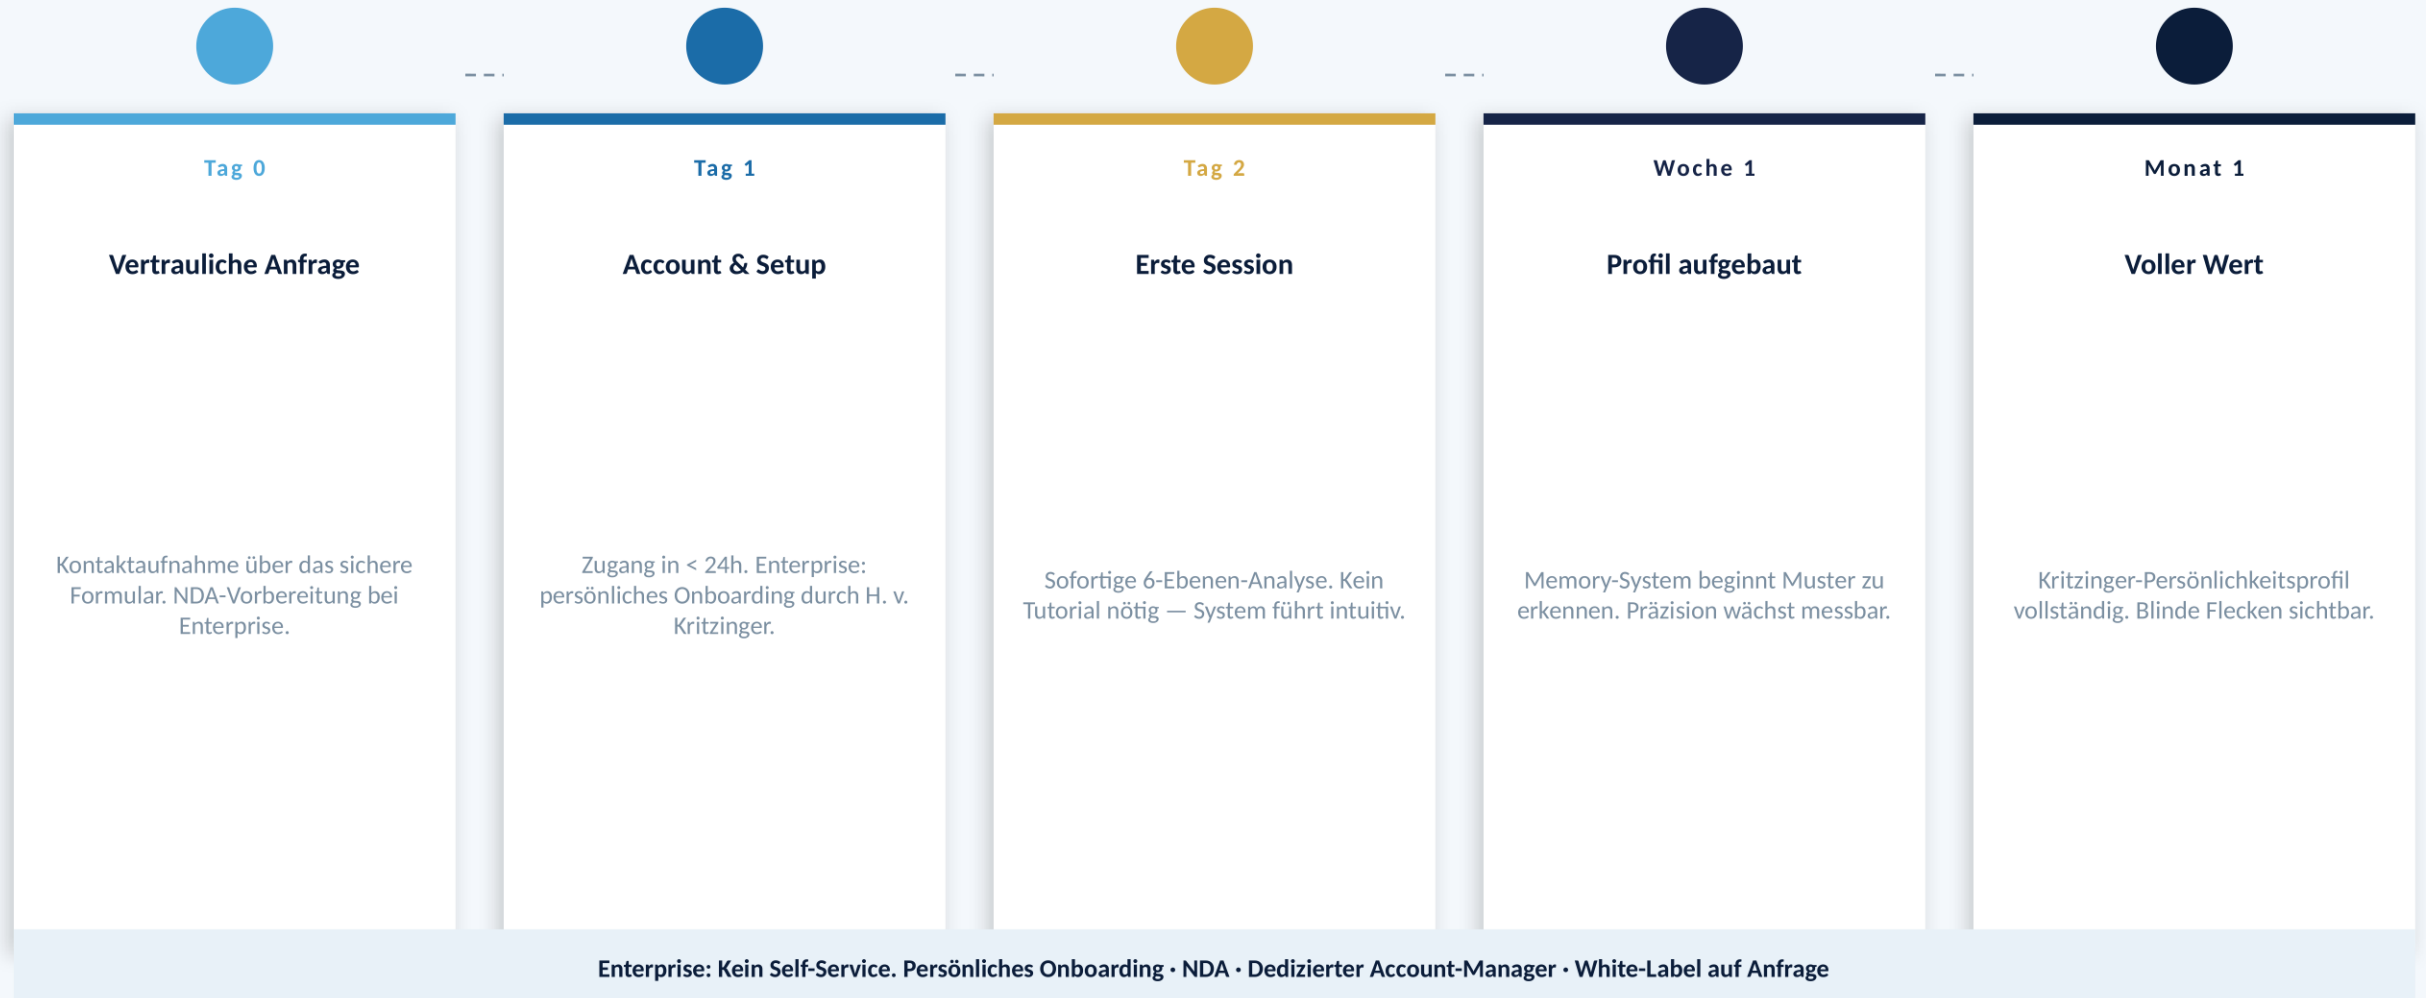 Tag 0
Vertrauliche Anfrage
Kontaktaufnahme über das sichere
Formular. NDA-Vorbereitung bei
Enterprise.
Tag 1
Account & Setup
Zugang in < 24h. Enterprise:
persönliches Onboarding durch H. v.
Kritzinger.
Tag 2
Erste Session
Sofortige 6-Ebenen-Analyse. Kein
Tutorial nötig — System führt intuitiv.
Woche 1
Profil aufgebaut
Memory-System beginnt Muster zu
erkennen. Präzision wächst messbar.
Monat 1
Voller Wert
Kritzinger-Persönlichkeitsprofil
vollständig. Blinde Flecken sichtbar.
Enterprise: Kein Self-Service. Persönliches Onboarding · NDA · Dedizierter Account-Manager · White-Label auf Anfrage